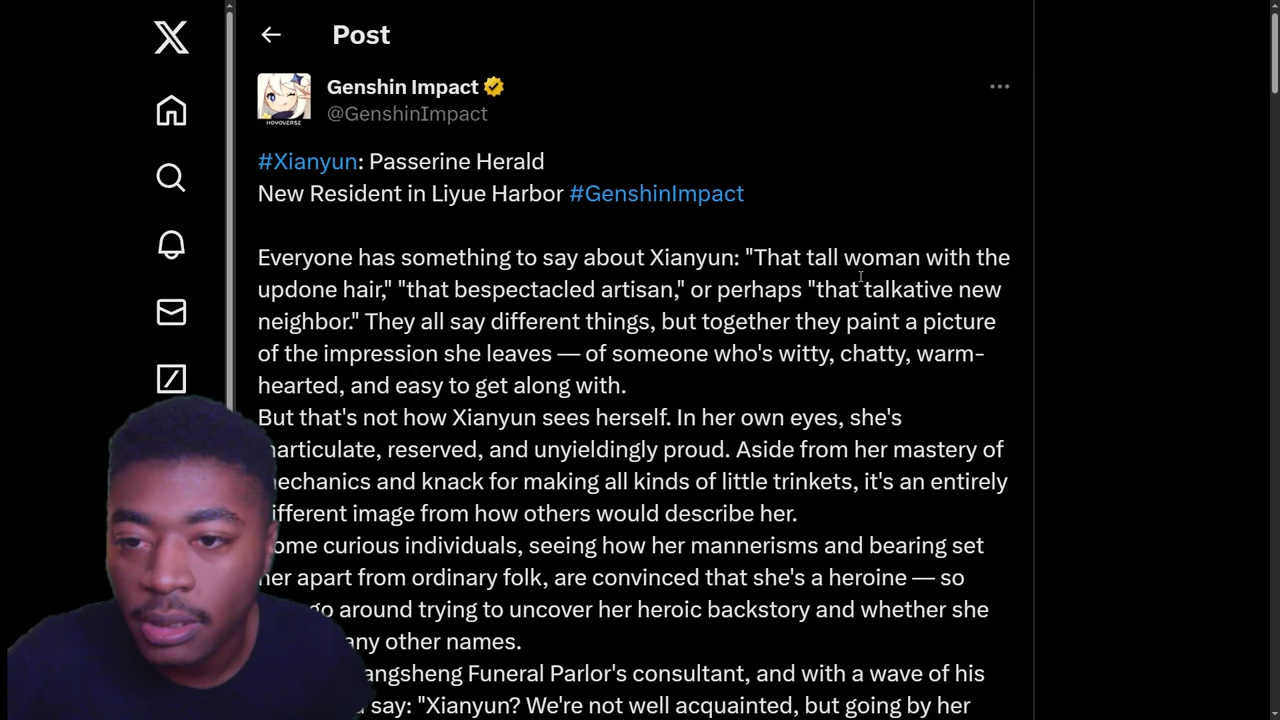 Post
Genshin Impact
@GenshinImpact
HOYOVERSE
#Xianyun: Passerine Herald
New Resident in Liyue Harbor #GenshinImpact
Everyone has something to say about Xianyun: "That tall woman with the
updone hair," "that bespectacled artisan," or perhaps "that talkative new
neighbor." They all say different things, but together they paint a picture
of the impression she leaves — of someone who's witty, chatty, warm-
hearted, and easy to get along with.
But that's not how Xianyun sees herself. In her own eyes, she's
articulate, reserved, and unyieldingly proud. Aside from her mastery of
mechanics and knack for making all kinds of little trinkets, it's an entirely
different image from how others would describe her.
Some curious individuals, seeing how her mannerisms and bearing set
her apart from ordinary folk, are convinced that she's a heroine — so
go around trying to uncover her heroic backstory and whether she
any other names.
angsheng Funeral Parlor's consultant, and with a wave of his
say: "Xianyun? We're not well acquainted, but going by her